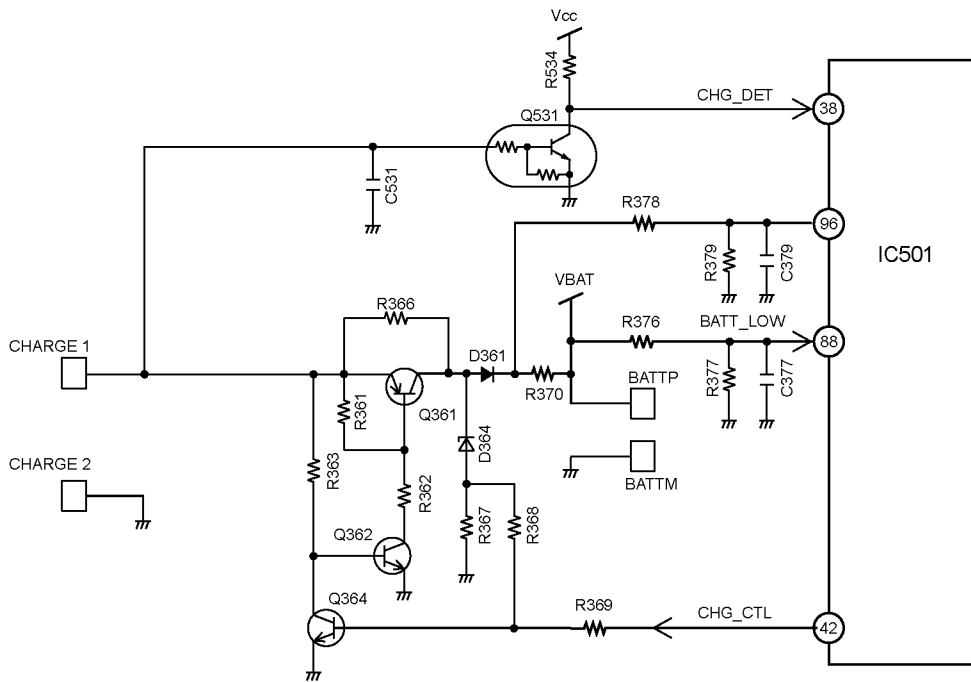 Vcc
R534
CHG_DET
38
Q531
C531
R378
96
R379
C379
IC501
VBAT
R366
R376
BATT_LOW
88
CHARGE 1
D361
R370
BATTP
R377
C377
R361
Q361
D364
CHARGE 2
R363
R362
BATTM
R367
R368
Q362
Q364
R369
CHG_CTL
42